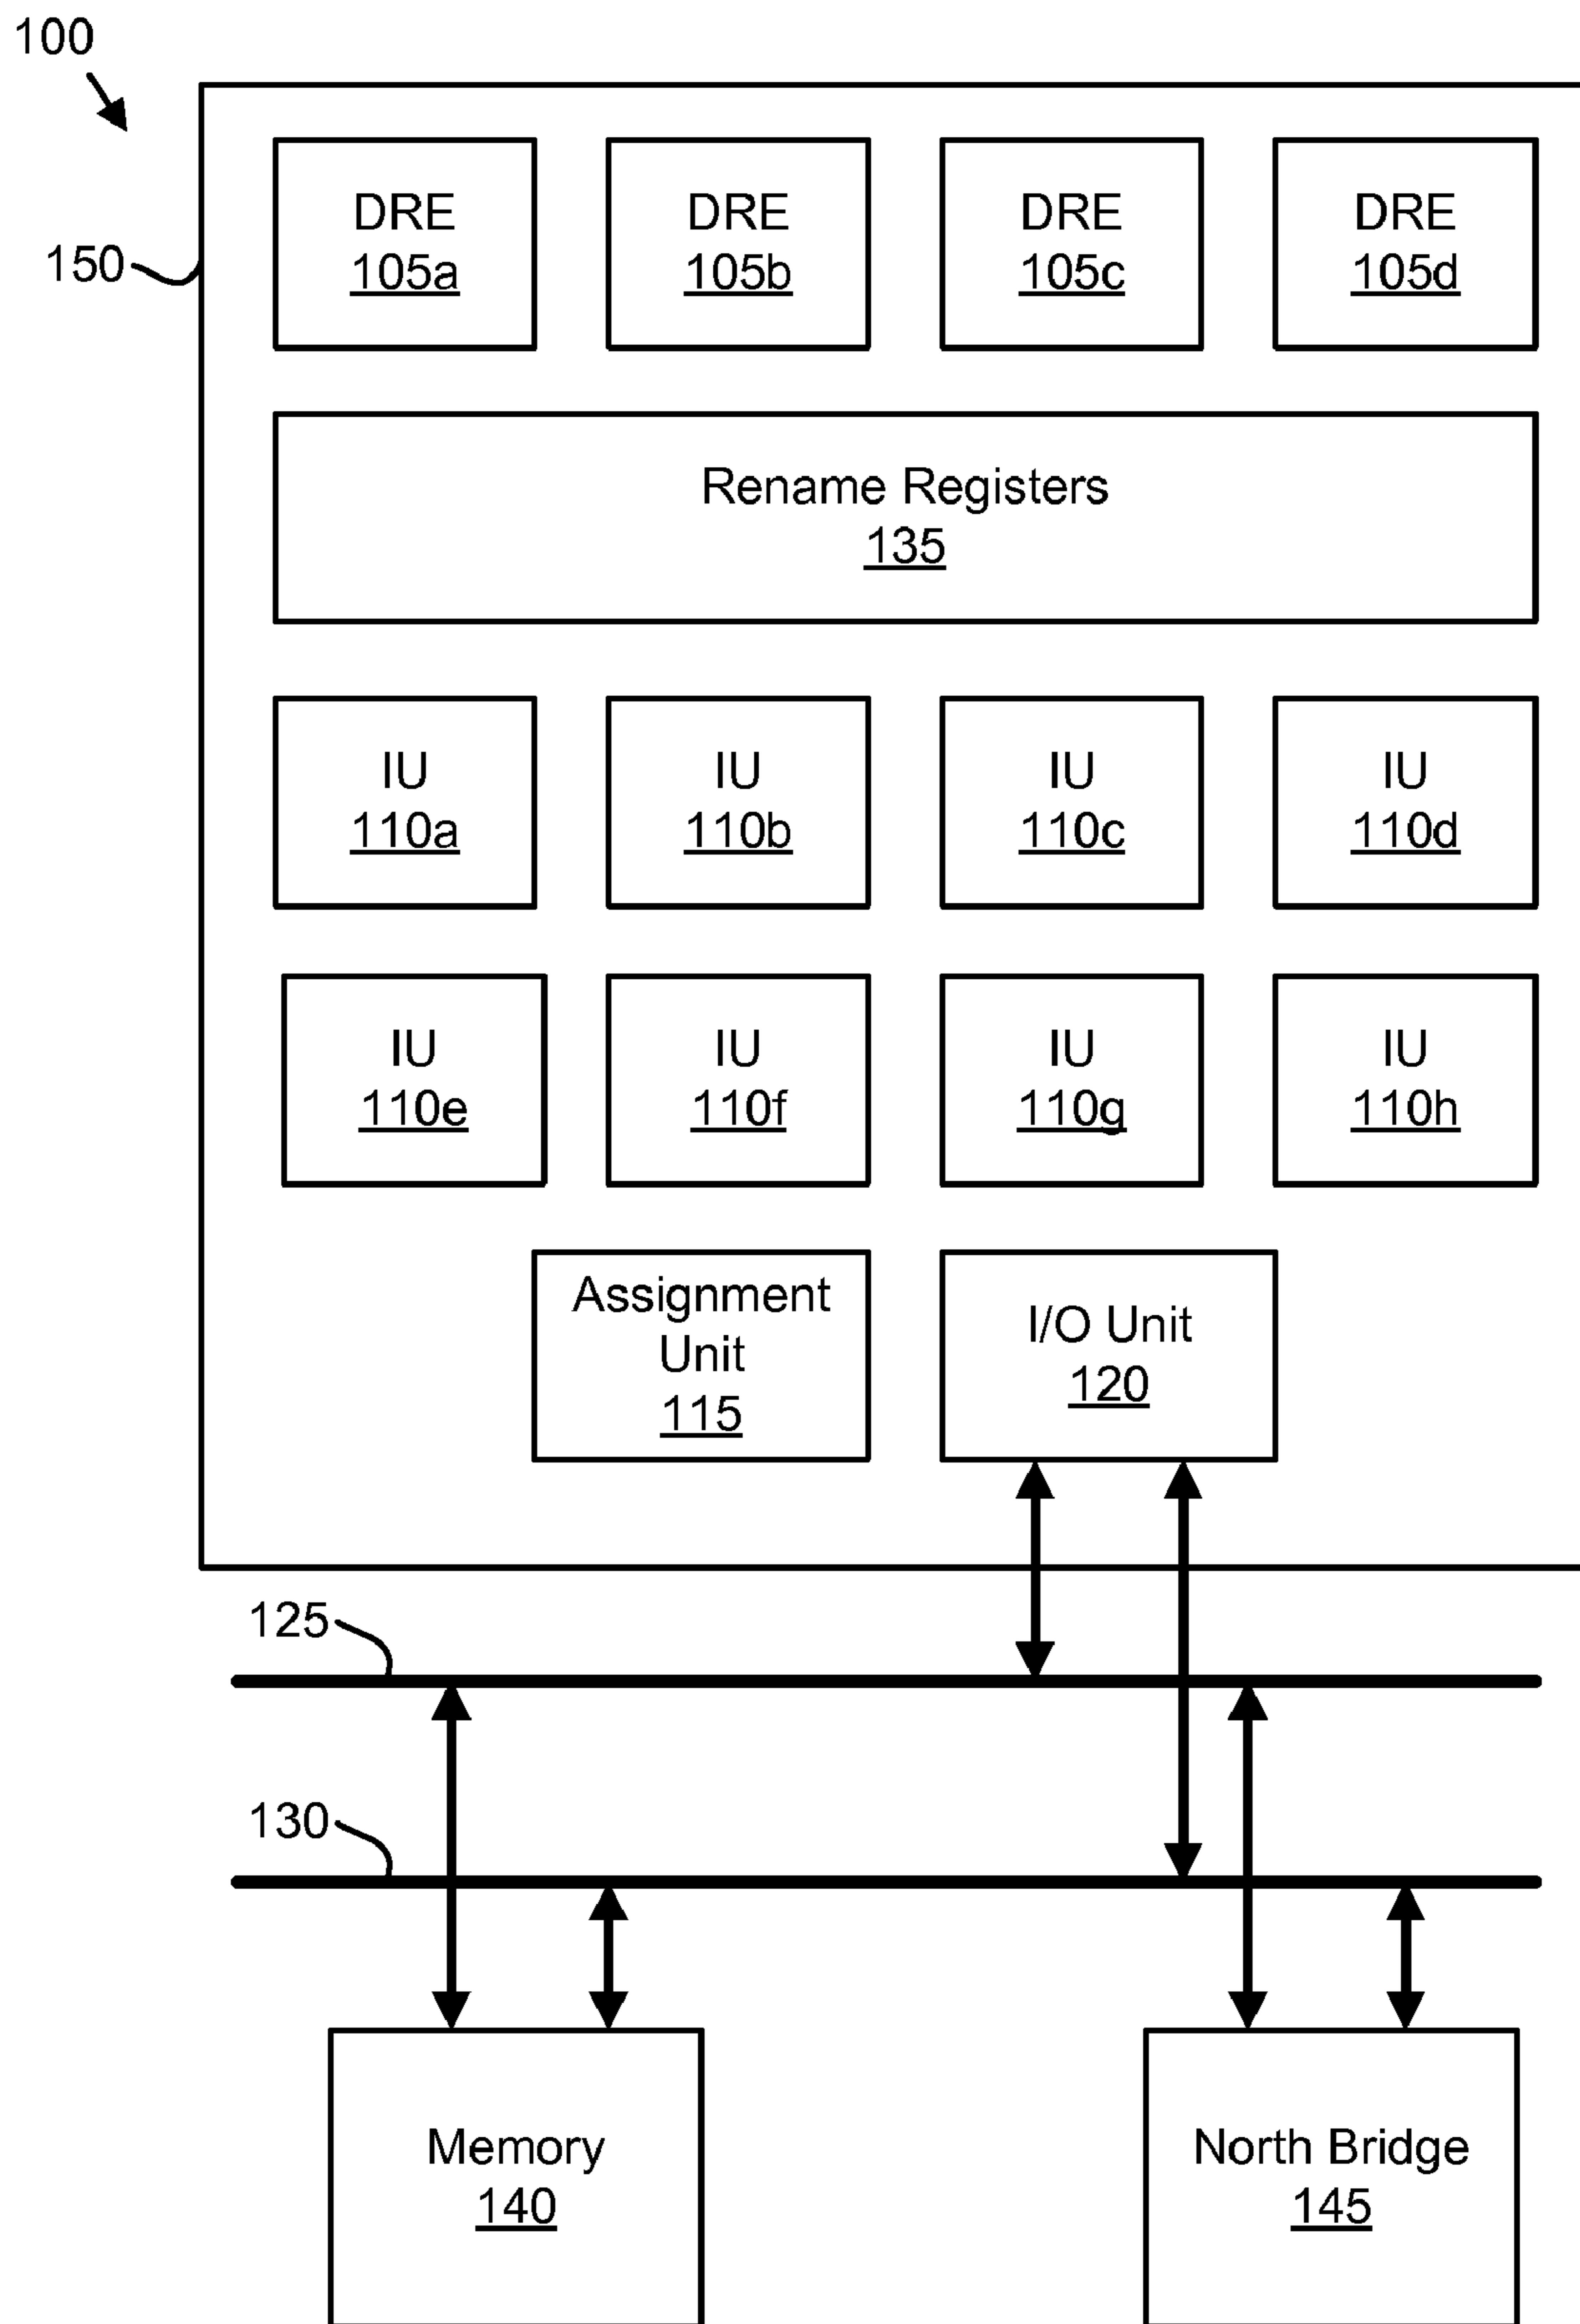 100
150
DRE
105a
DRE
105b
DRE
105c
DRE
105d
Rename Registers
135
IU
110a
IU
110b
IU
110c
IU
110d
IU
110e
IU
110f
IU
110g
IU
110h
Assignment
Unit
115
I/O Unit
120
125
130
Memory
140
North Bridge
145